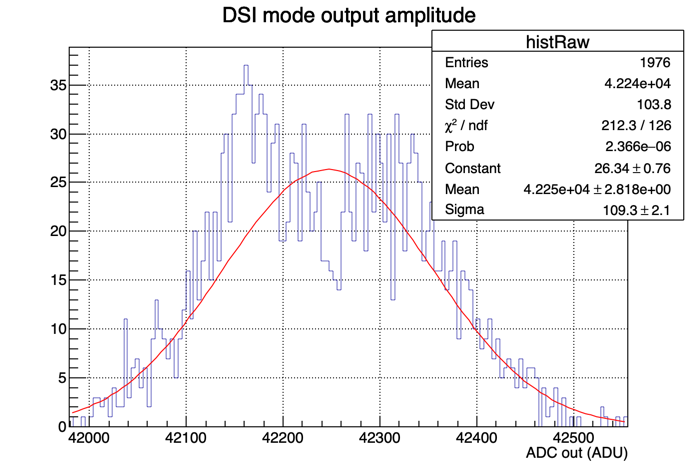 DSI mode output amplitude
histRaw
Entries 1976
Mean 4.224e+04
Std Dev 103.8
χ² / ndf 212.3 / 126
Prob 2.366e−06
Constant 26.34 ± 0.76
Mean 4.225e+04 ± 2.818e+00
Sigma 109.3 ± 2.1
35
30
25
20
15
10
5
0
42000 42100 42200 42300 42400 42500
ADC out (ADU)